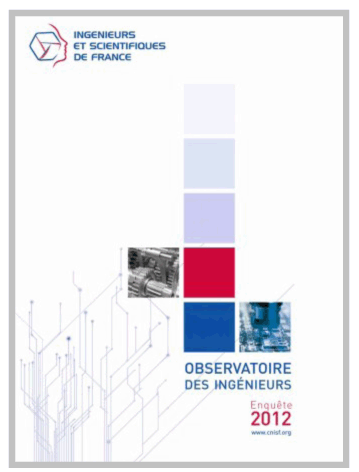 INGENIEURS
ET SCIENTIFIQUES
DE FRANCE
OBSERVATOIRE
DES INGÉNIEURS
Enquête
2012
www.cnisf.org